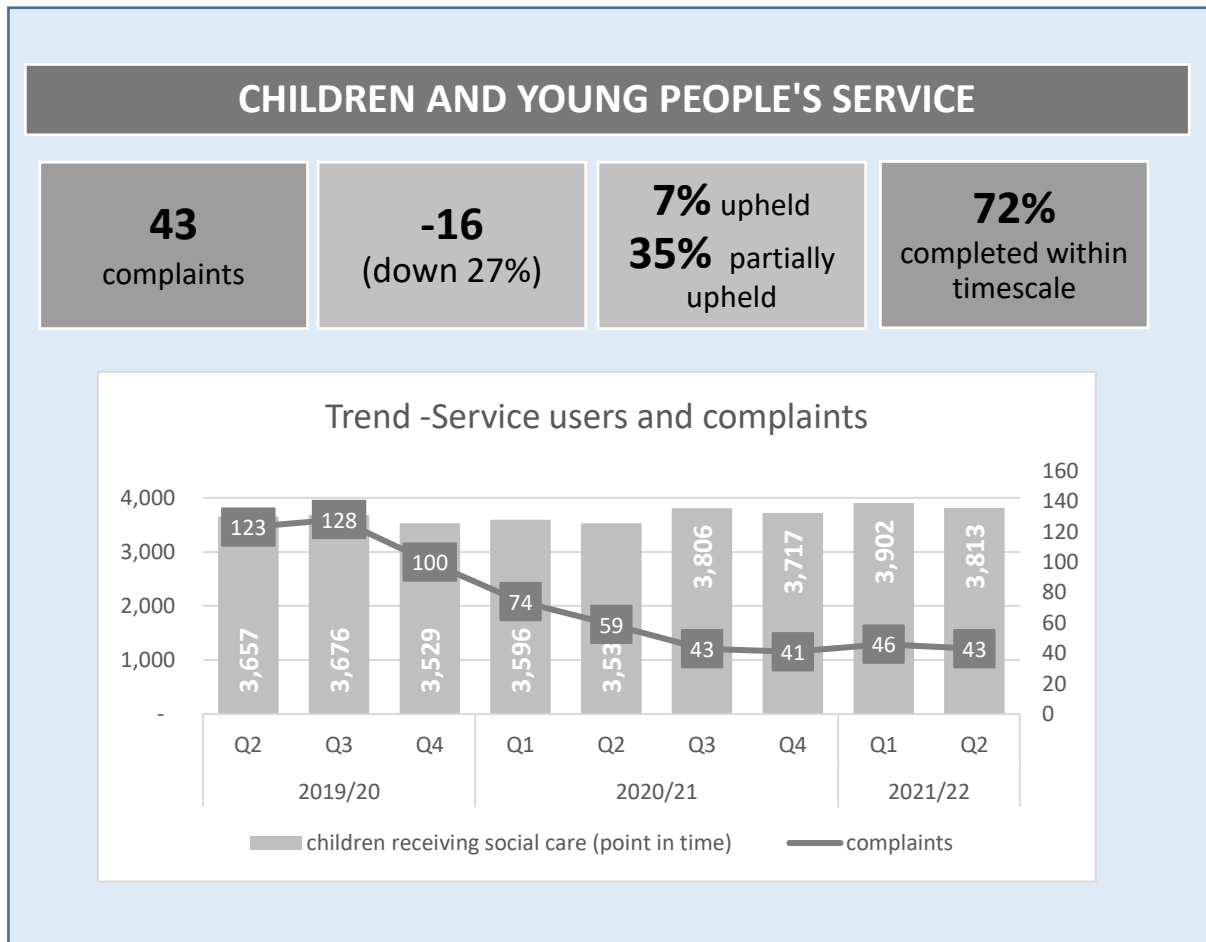 CHILDREN AND YOUNG PEOPLE'S SERVICE
43
complaints
-16
(down 27%)
7% upheld
35% partially
upheld
72%
completed within
timescale
Trend -Service users and complaints
4,000
3,000
2,000
1,000
-
160
140
120
100
80
60
40
20
0
123
128
100
74
59
43
41
46
43
3,657
3,676
3,529
3,596
3,806
3,717
3,902
3,813
Q2 Q3 Q4 Q1 Q2 Q3 Q4 Q1 Q2
2019/20 2020/21 2021/22
children receiving social care (point in time) complaints